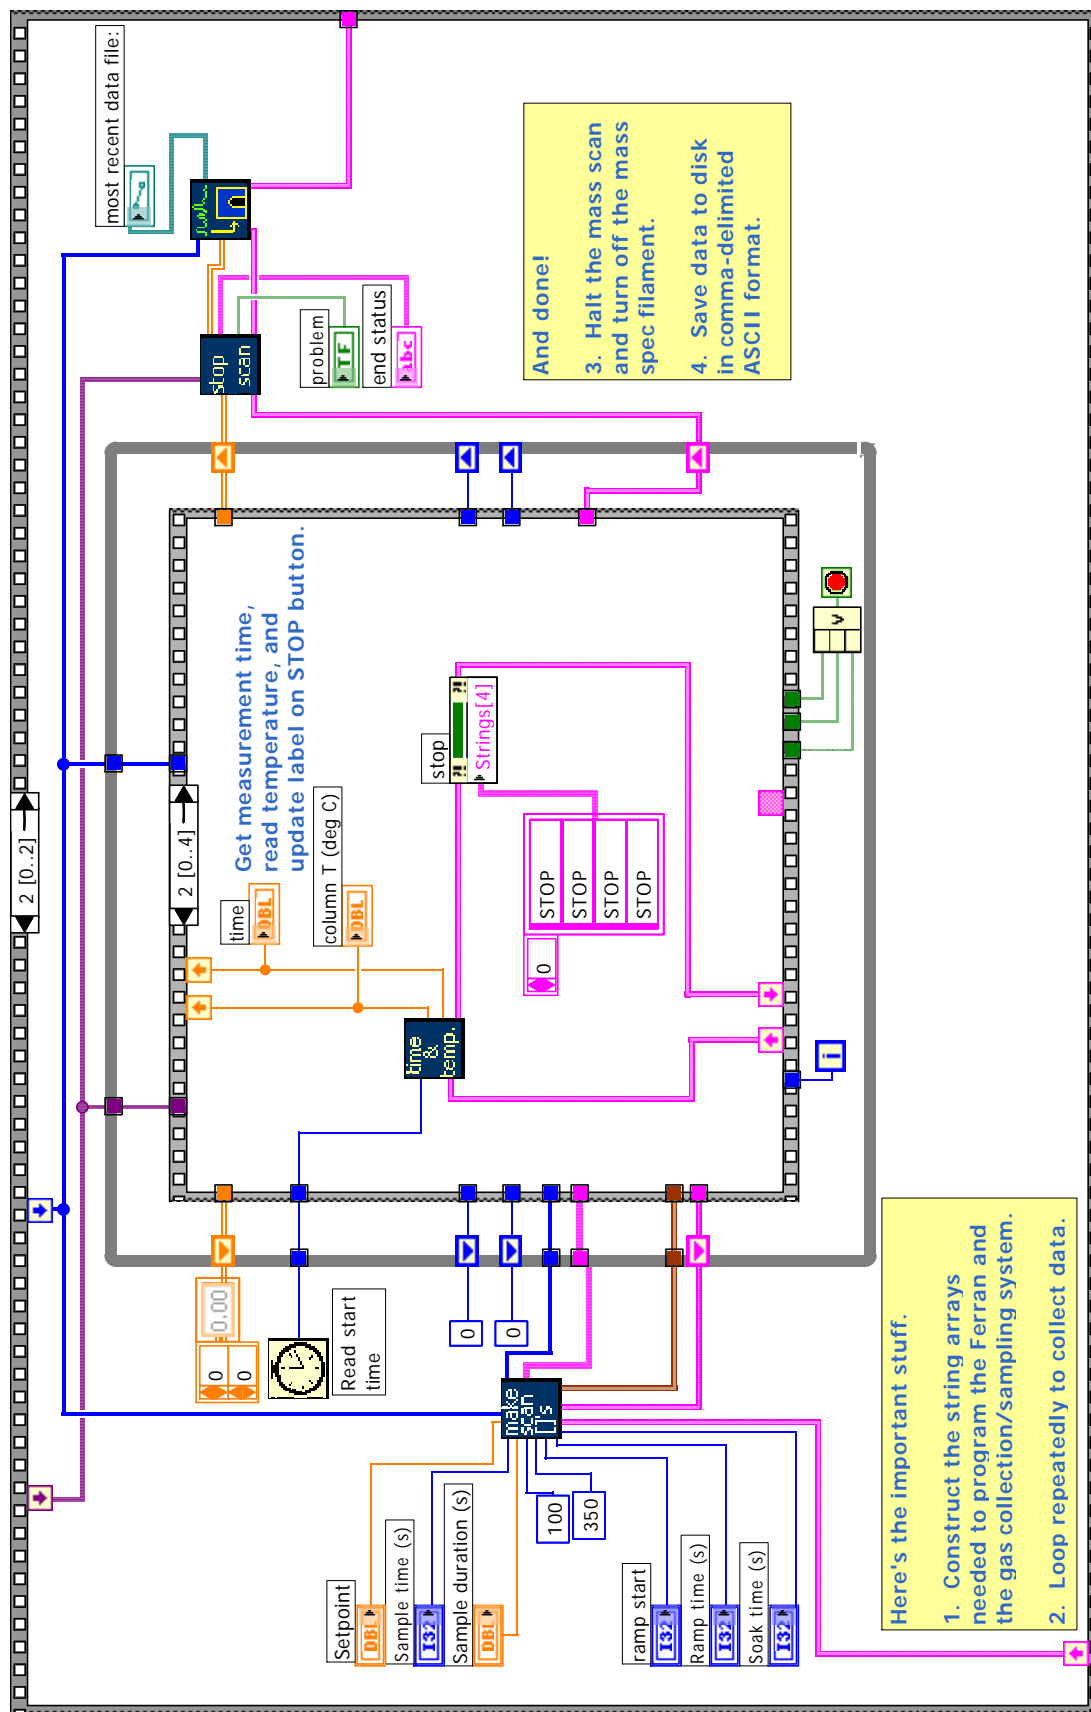 2 [0..2]
Setpoint
DBL
Sample time (s)
I32
Sample duration (s)
DBL
100
350
ramp start
I32
Ramp time (s)
I32
Soak time (s)
I32
make
scan
[]'s
0
0
0.00
Read start
time
0
0
2 [0..4]
time
&
temp.
time
DBL
column T (deg C)
DBL
Get measurement time,
read temperature, and
update label on STOP button.
stop
?! ?!
Strings[4]
0
STOP
STOP
STOP
STOP
i
V
stop
scan
problem
TF
end status
abc
most recent data file:
Here's the important stuff.
1. Construct the string arrays
needed to program the Ferran and
the gas collection/sampling system.
2. Loop repeatedly to collect data.
And done!
3. Halt the mass scan
and turn off the mass
spec filament.
4. Save data to disk
in comma-delimited
ASCII format.